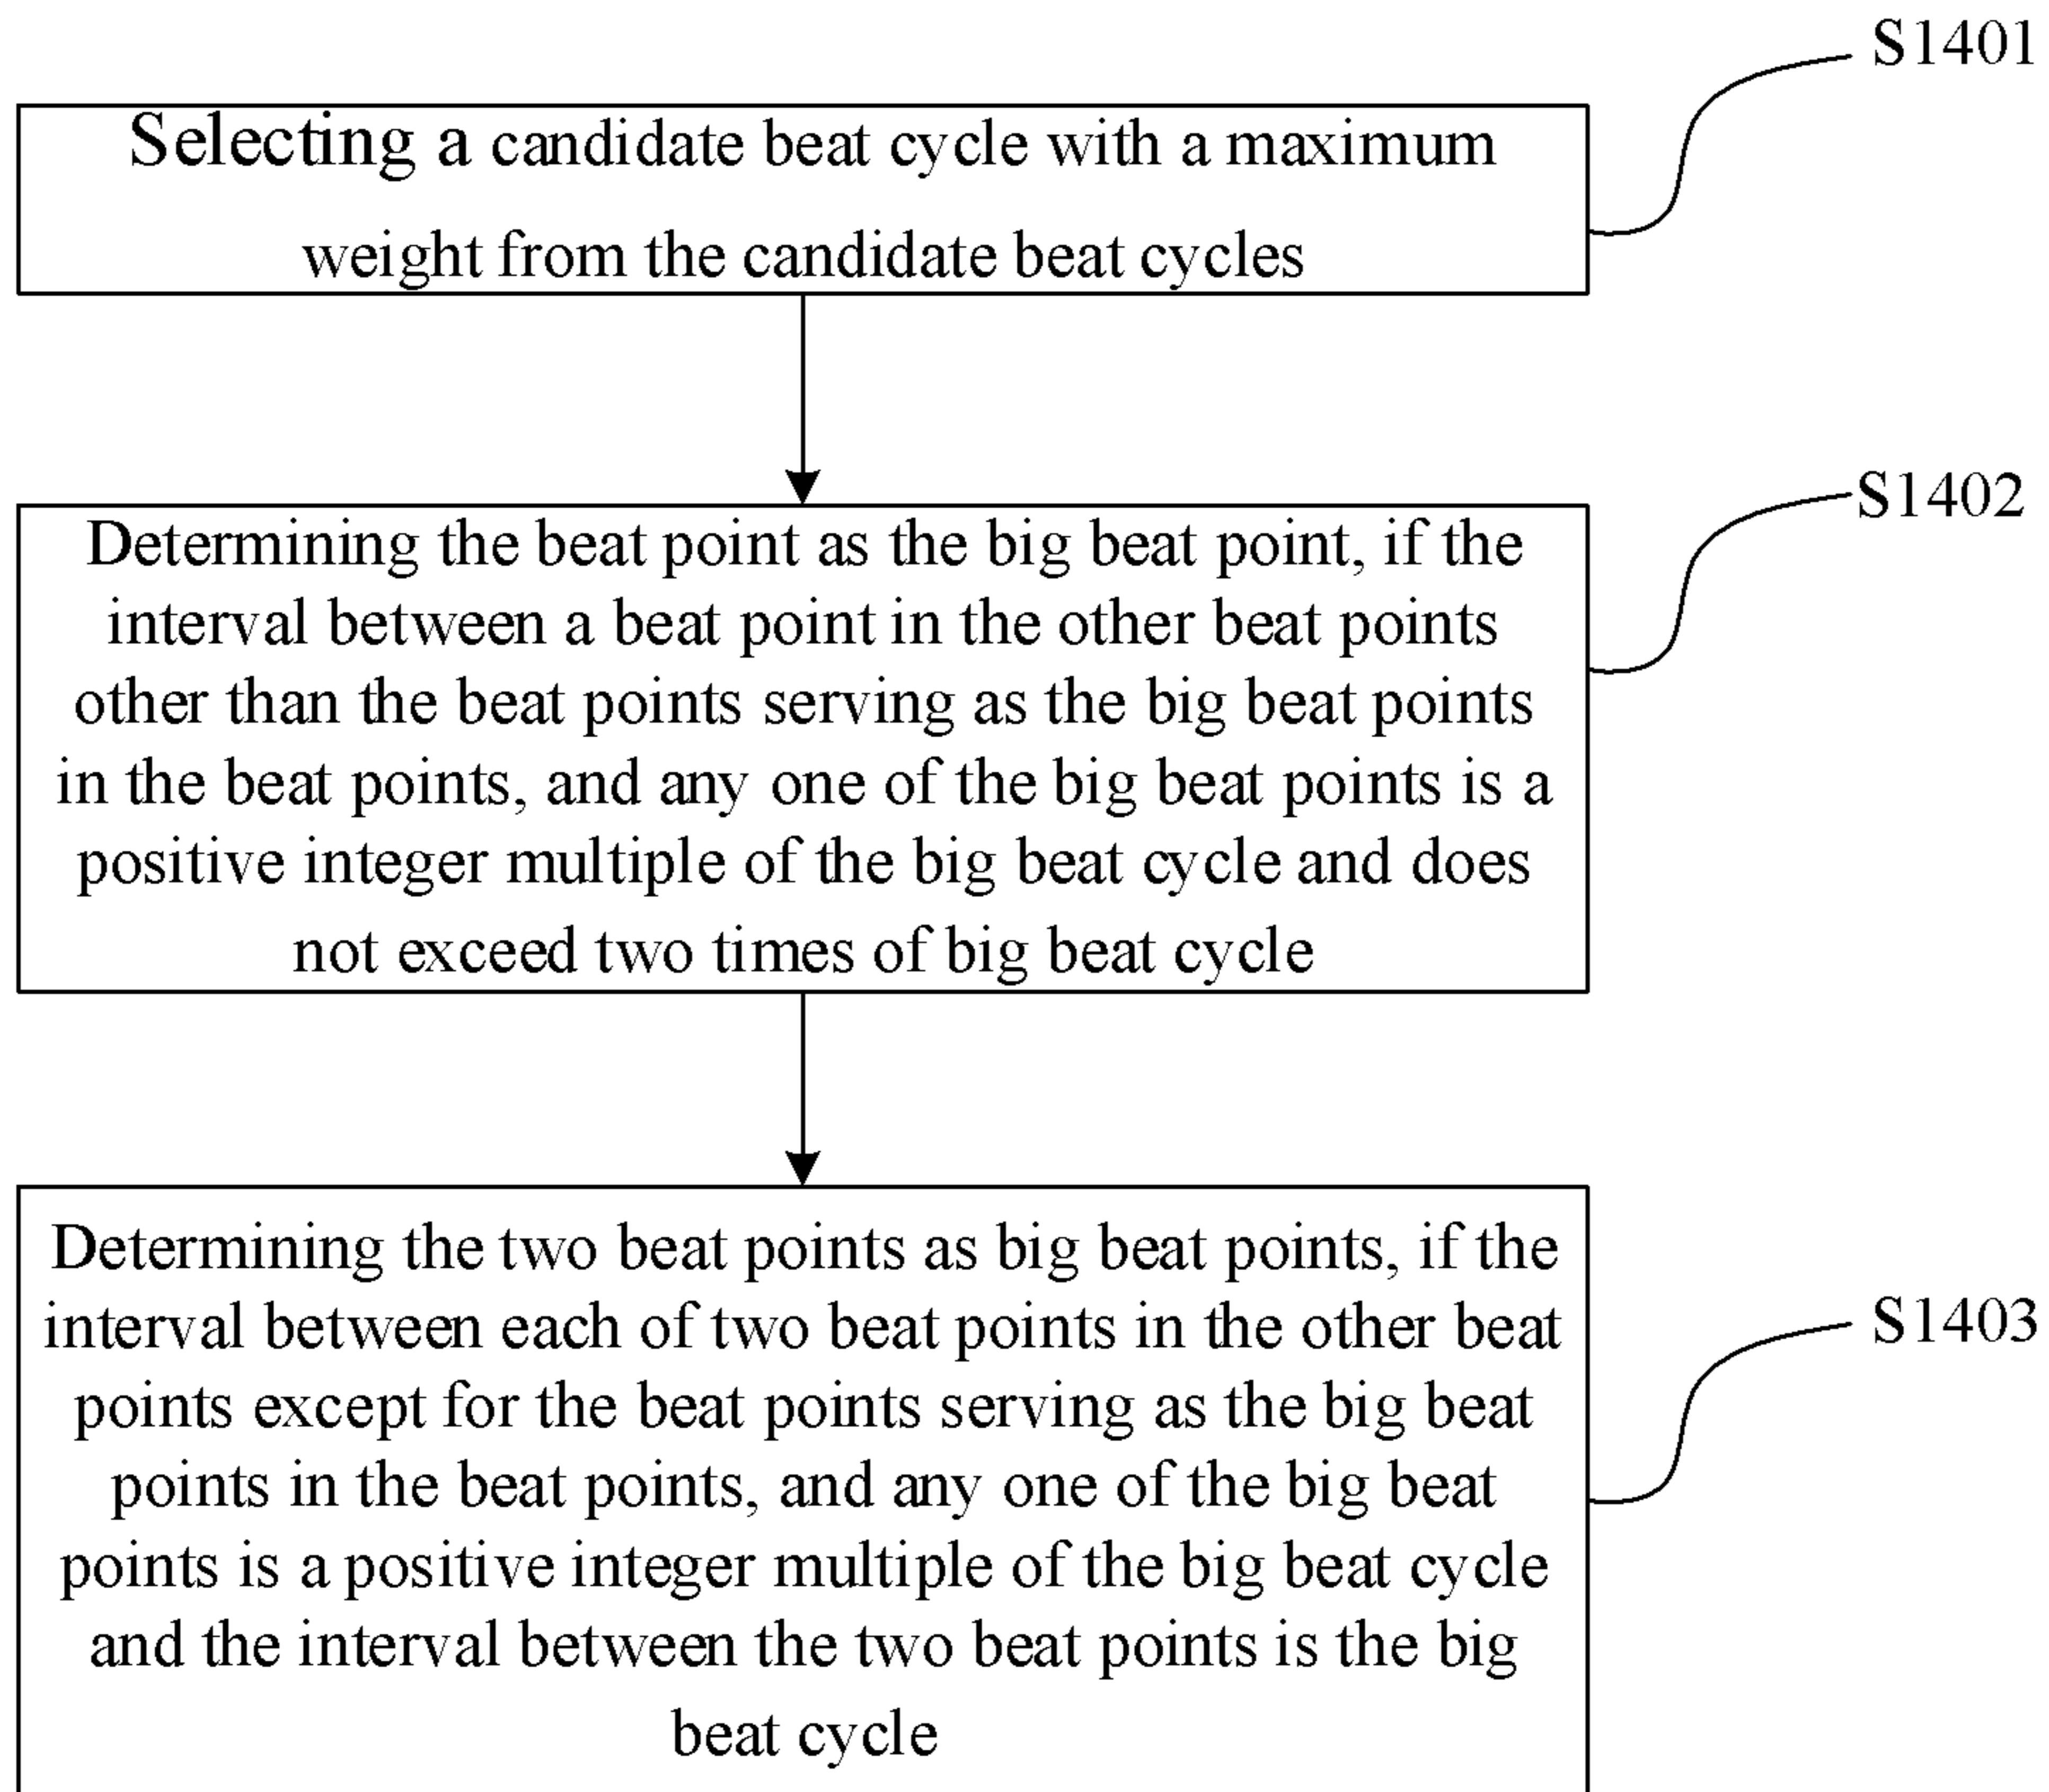 S1401
Selecting a candidate beat cycle with a maximum
weight from the candidate beat cycles
S1402
Determining the beat point as the big beat point, if the
interval between a beat point in the other beat points
other than the beat points serving as the big beat points
in the beat points, and any one of the big beat points is a
positive integer multiple of the big beat cycle and does
not exceed two times of big beat cycle
Determining the two beat points as big beat points, if the
interval between each of two beat points in the other beat
points except for the beat points serving as the big beat
points in the beat points, and any one of the big beat
points is a positive integer multiple of the big beat cycle
and the interval between the two beat points is the big
beat cycle
S1403